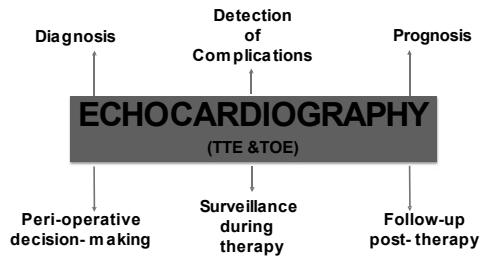 Diagnosis
Detection
of
Complications
Prognosis
ECHOCARDIOGRAPHY
(TTE &TOE)
Peri-operative
decision- making
Surveillance
during
therapy
Follow-up
post- therapy